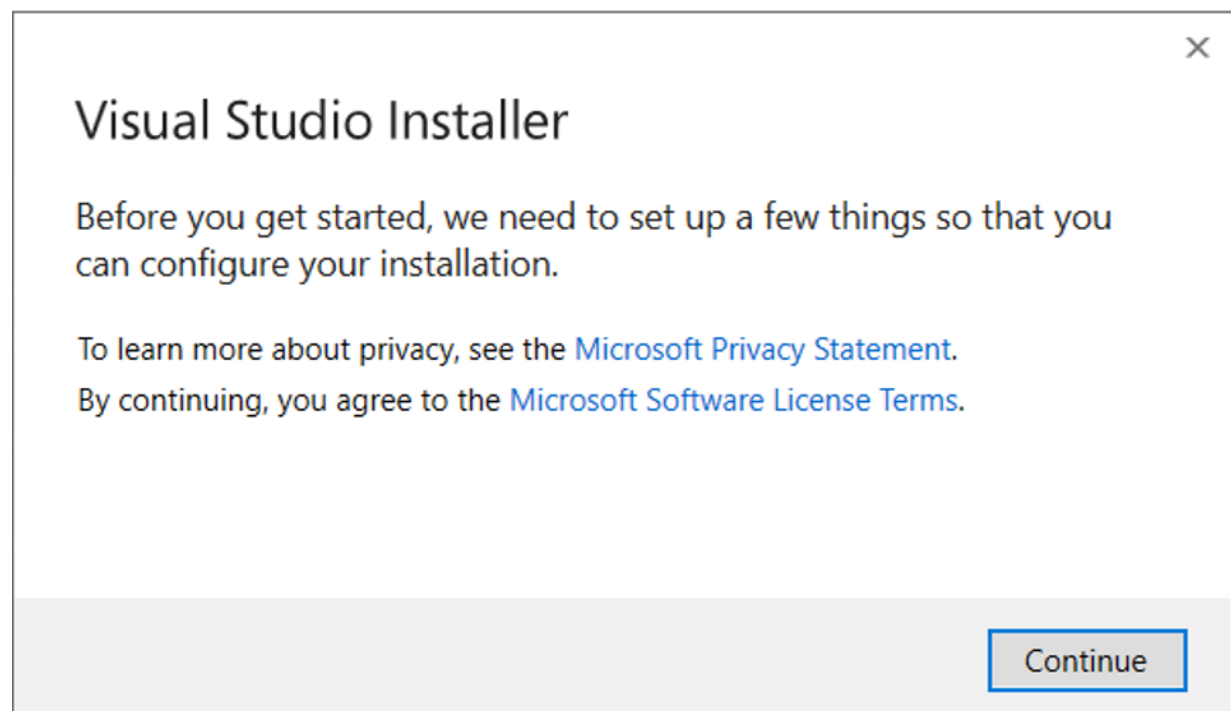 Visual Studio Installer
Before you get started, we need to set up a few things so that you
can configure your installation.
To learn more about privacy, see the Microsoft Privacy Statement.
By continuing, you agree to the Microsoft Software License Terms.
Continue